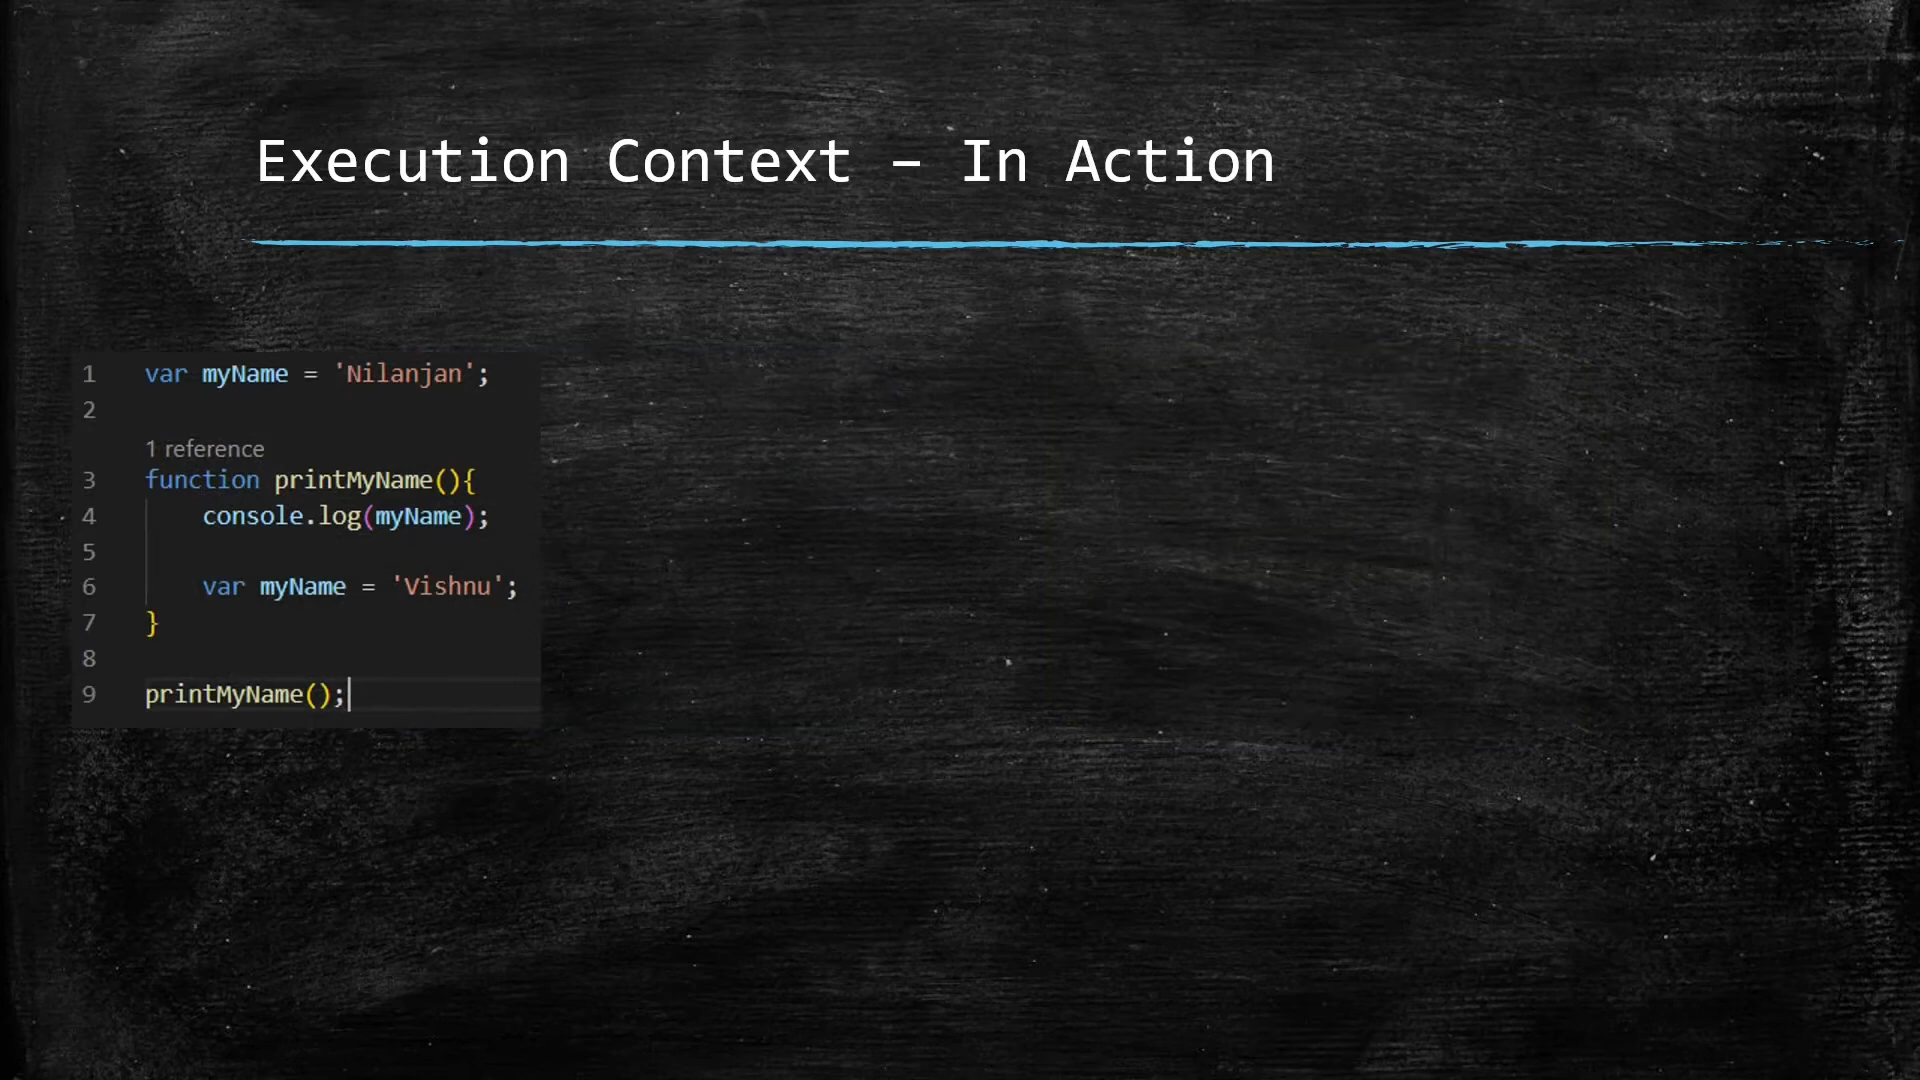 Execution Context – In Action
1 var myName = 'Nilanjan';
2
1 reference
3 function printMyName(){
4 console.log(myName);
5
6 var myName = 'Vishnu';
7 }
8
9 printMyName();